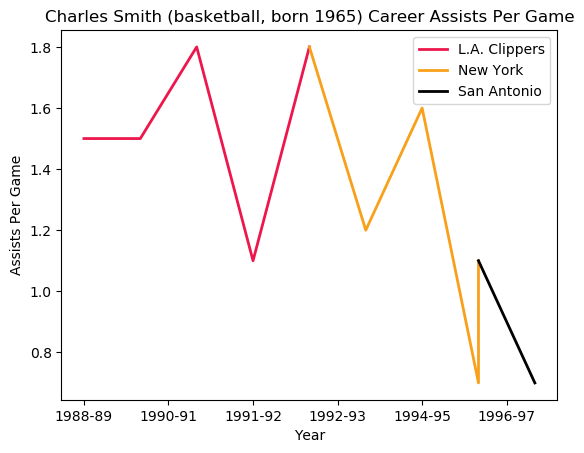 Charles Smith (basketball, born 1965) Career Assists Per Game
1.8
1.6
1.4
1.2
1.0
0.8
Assists Per Game
L.A. Clippers
New York
San Antonio
1988-89 1990-91 1991-92 1992-93 1994-95 1996-97
Year